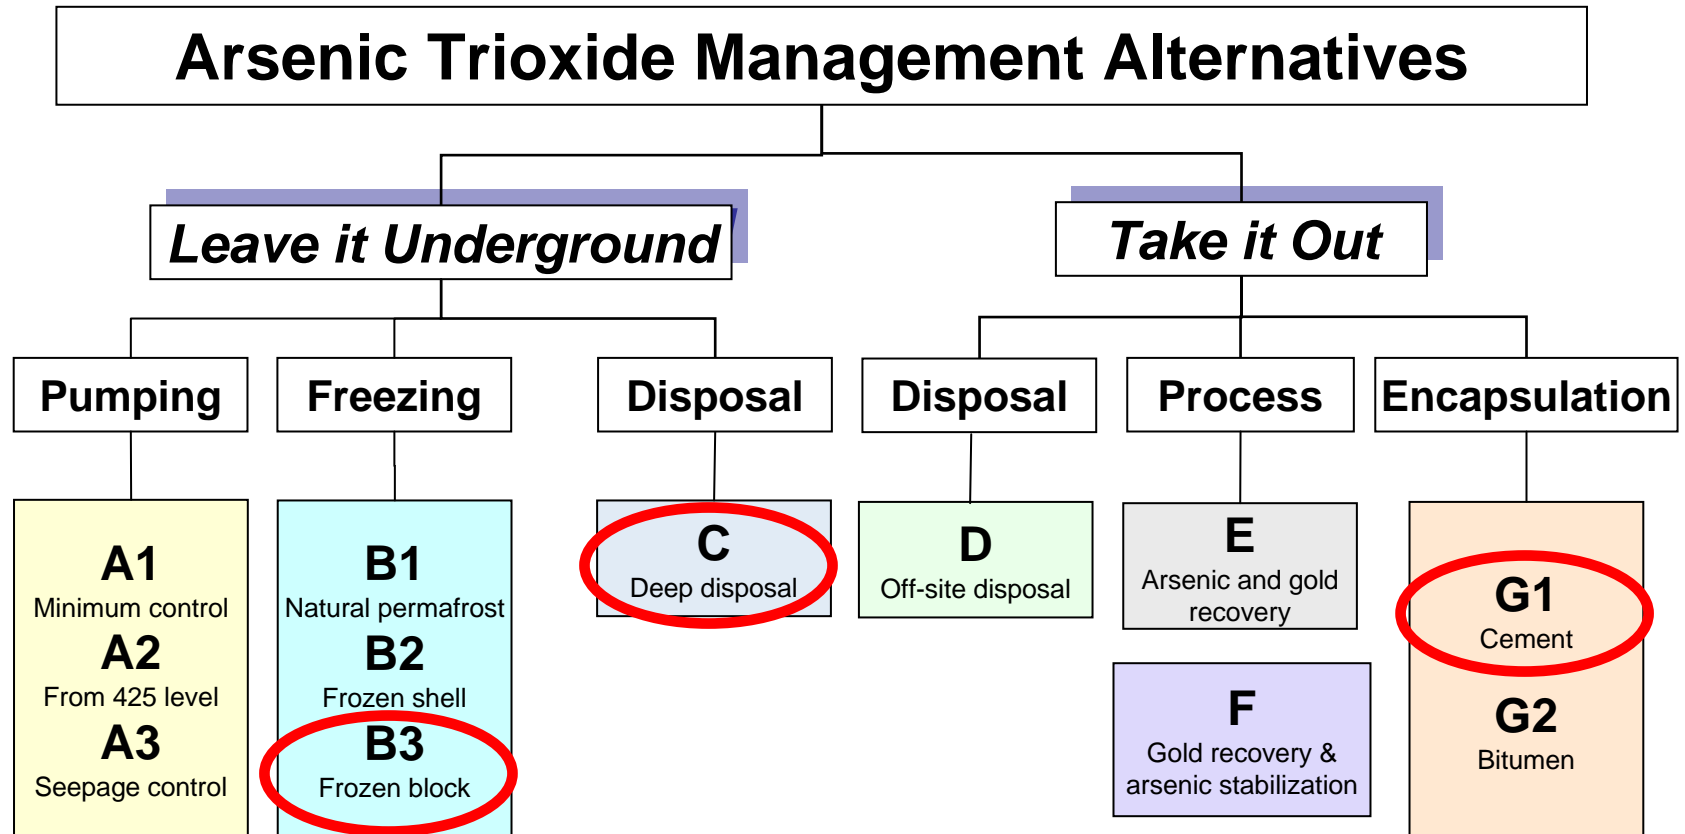 Arsenic Trioxide Management Alternatives
Leave it Underground
Take it Out
Pumping
Freezing
Disposal
Disposal
Process
Encapsulation
A1
Minimum control
A2
From 425 level
A3
Seepage control
B1
Natural permafrost
B2
Frozen shell
B3
Frozen block
C
Deep disposal
D
Off-site disposal
E
Arsenic and gold
recovery
F
Gold recovery &
arsenic stabilization
G1
Cement
G2
Bitumen